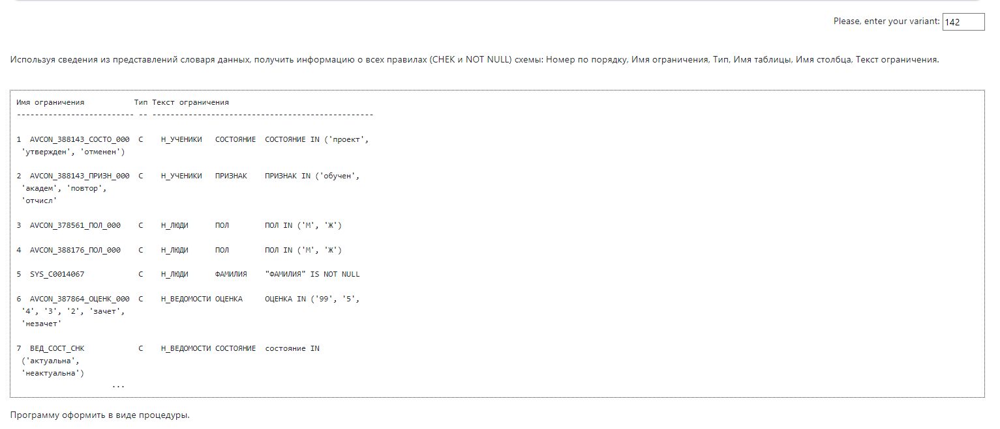 Please, enter your variant: 142
Используя сведения из представлений словаря данных, получить информацию о всех правилах (CHEK и NOT NULL) схемы: Номер по порядку, Имя ограничения, Тип, Имя таблицы, Имя столбца, Текст ограничения.
Имя ограничения           Тип Текст ограничения
-------------------------- -- -------------------------------------------------
1  AVCON_388143_СОСТО_000  C    Н_УЧЕНИКИ   СОСТОЯНИЕ  СОСТОЯНИЕ IN ('проект',
'утвержден', 'отменен')
2  AVCON_388143_ПРИЗН_000  C    Н_УЧЕНИКИ   ПРИЗНАК    ПРИЗНАК IN ('обучен',
'академ', 'повтор',
'отчисл'
3  AVCON_378561_ПОЛ_000    C    Н_ЛЮДИ      ПОЛ        ПОЛ IN ('М', 'Ж')
4  AVCON_388176_ПОЛ_000    C    Н_ЛЮДИ      ПОЛ        ПОЛ IN ('М', 'Ж')
5  SYS_C0014067            C    Н_ЛЮДИ      ФАМИЛИЯ    "ФАМИЛИЯ" IS NOT NULL
6  AVCON_387864_ОЦЕНК_000  C    Н_ВЕДОМОСТИ ОЦЕНКА     ОЦЕНКА IN ('99', '5',
'4', '3', '2', 'зачет',
'незачет'
7  ВЕД_СОСТ_CHK            C    Н_ВЕДОМОСТИ СОСТОЯНИЕ  состояние IN
('актуальна',
'неактуальна')
...
Программу оформить в виде процедуры.